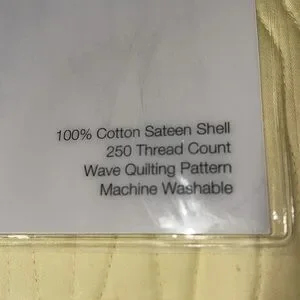 100% Cotton Sateen Shell
250 Thread Count
Wave Quilting Pattern
Machine Washable